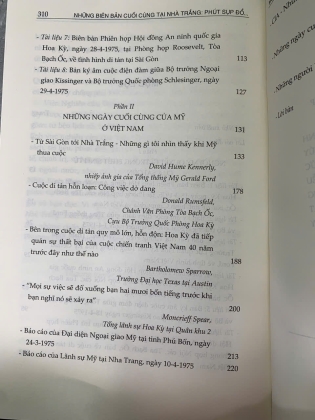 310 NHỮNG BIÊN BẢN CUỐI CÙNG TẠI NHÀ TRẮNG: PHÚT SỤP ĐỔ...
- Tài liệu 7: Biên bản Phiên họp Hội đồng An ninh quốc gia
Hoa Kỳ, ngày 28-4-1975, tại Phòng họp Roosevelt, Tòa
Bạch Ốc, về tình hình di tản tại Sài Gòn 113
- Tài liệu 8: Bản ký âm cuộc điện đàm giữa Bộ trưởng Ngoại
giao Kissinger và Bộ trưởng Quốc phòng Schlesinger, ngày
29-4-1975 127
Phần II
NHỮNG NGÀY CUỐI CÙNG CỦA MỸ
Ở VIỆT NAM 131
- Từ Sài Gòn tới Nhà Trắng - Những gì tôi nhìn thấy khi Mỹ
thua cuộc 133
David Hume Kennerly,
nhiếp ảnh gia của Tổng thống Mỹ Gerald Ford
- Cuộc di tản hỗn loạn: Công việc dở dang 178
Donald Rumsfeld,
Chánh Văn Phòng Tòa Bạch Ốc,
Cựu Bộ Trưởng Quốc Phòng Hoa Kỳ
- Bên trong cuộc di tản quy mô lớn, hỗn độn: Hoa Kỳ đã tiếp
quản sự thất bại của cuộc chiến tranh Việt Nam 40 năm
trước đây như thế nào 188
Bartholomew Sparrow,
Trường Đại học Texas tại Austin
- "Mọi sự việc sẽ đổ xuống bạn hai mươi bốn tiếng trước khi
bạn nghĩ nó sẽ xảy ra" 200
Moncrieff Spear,
Tổng lãnh sự Hoa Kỳ tại Quân khu 2
- Báo cáo của Đại diện Ngoại giao Mỹ tại tỉnh Phú Bổn, ngày
24-3-1975 213
- Báo cáo của Lãnh sự Mỹ tại Nha Trang, ngày 10-4-1975 220
- Những ngày
- Những người
- Lời bàn